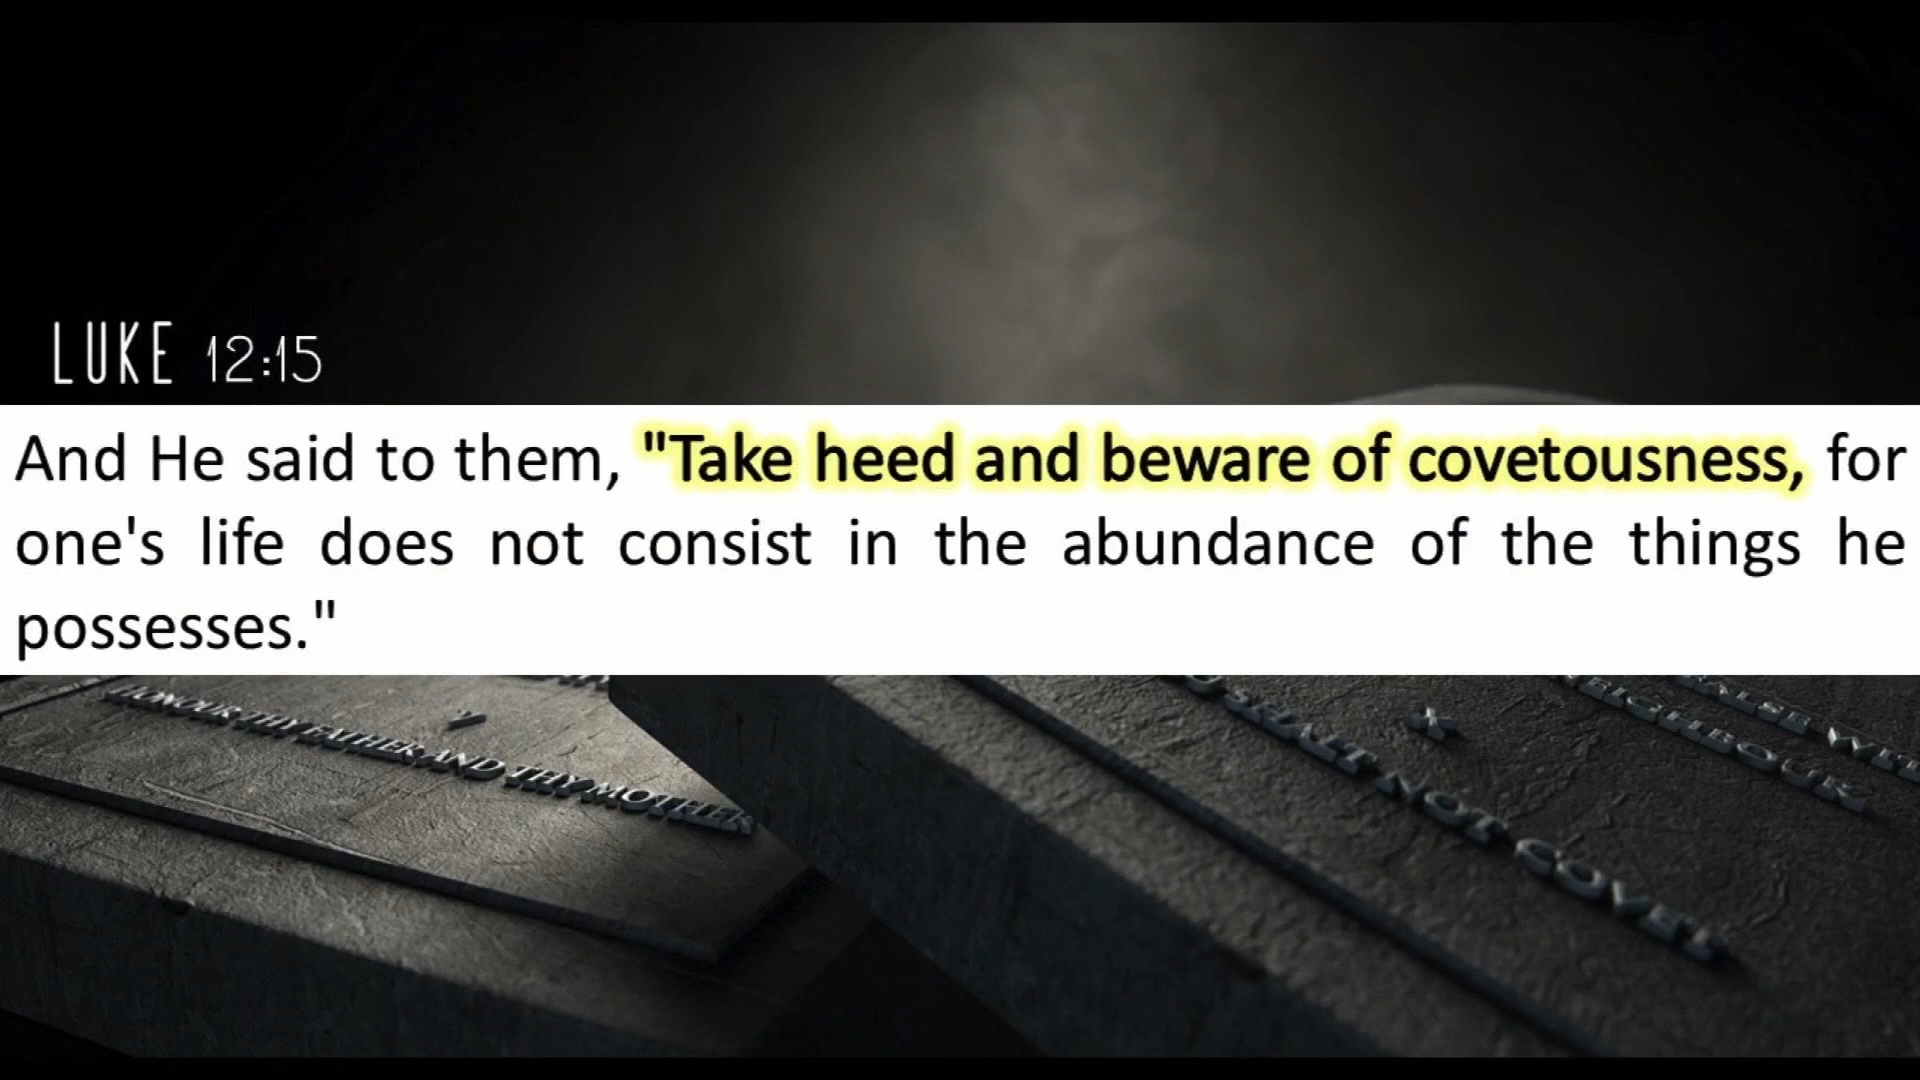 LUKE 12:15
And He said to them, "Take heed and beware of covetousness, for
one's life does not consist in the abundance of the things he
possesses."
HONOUR THY FATHER AND THY MOTHER
X
SHALT NOT COVET
NEIGHBOUR